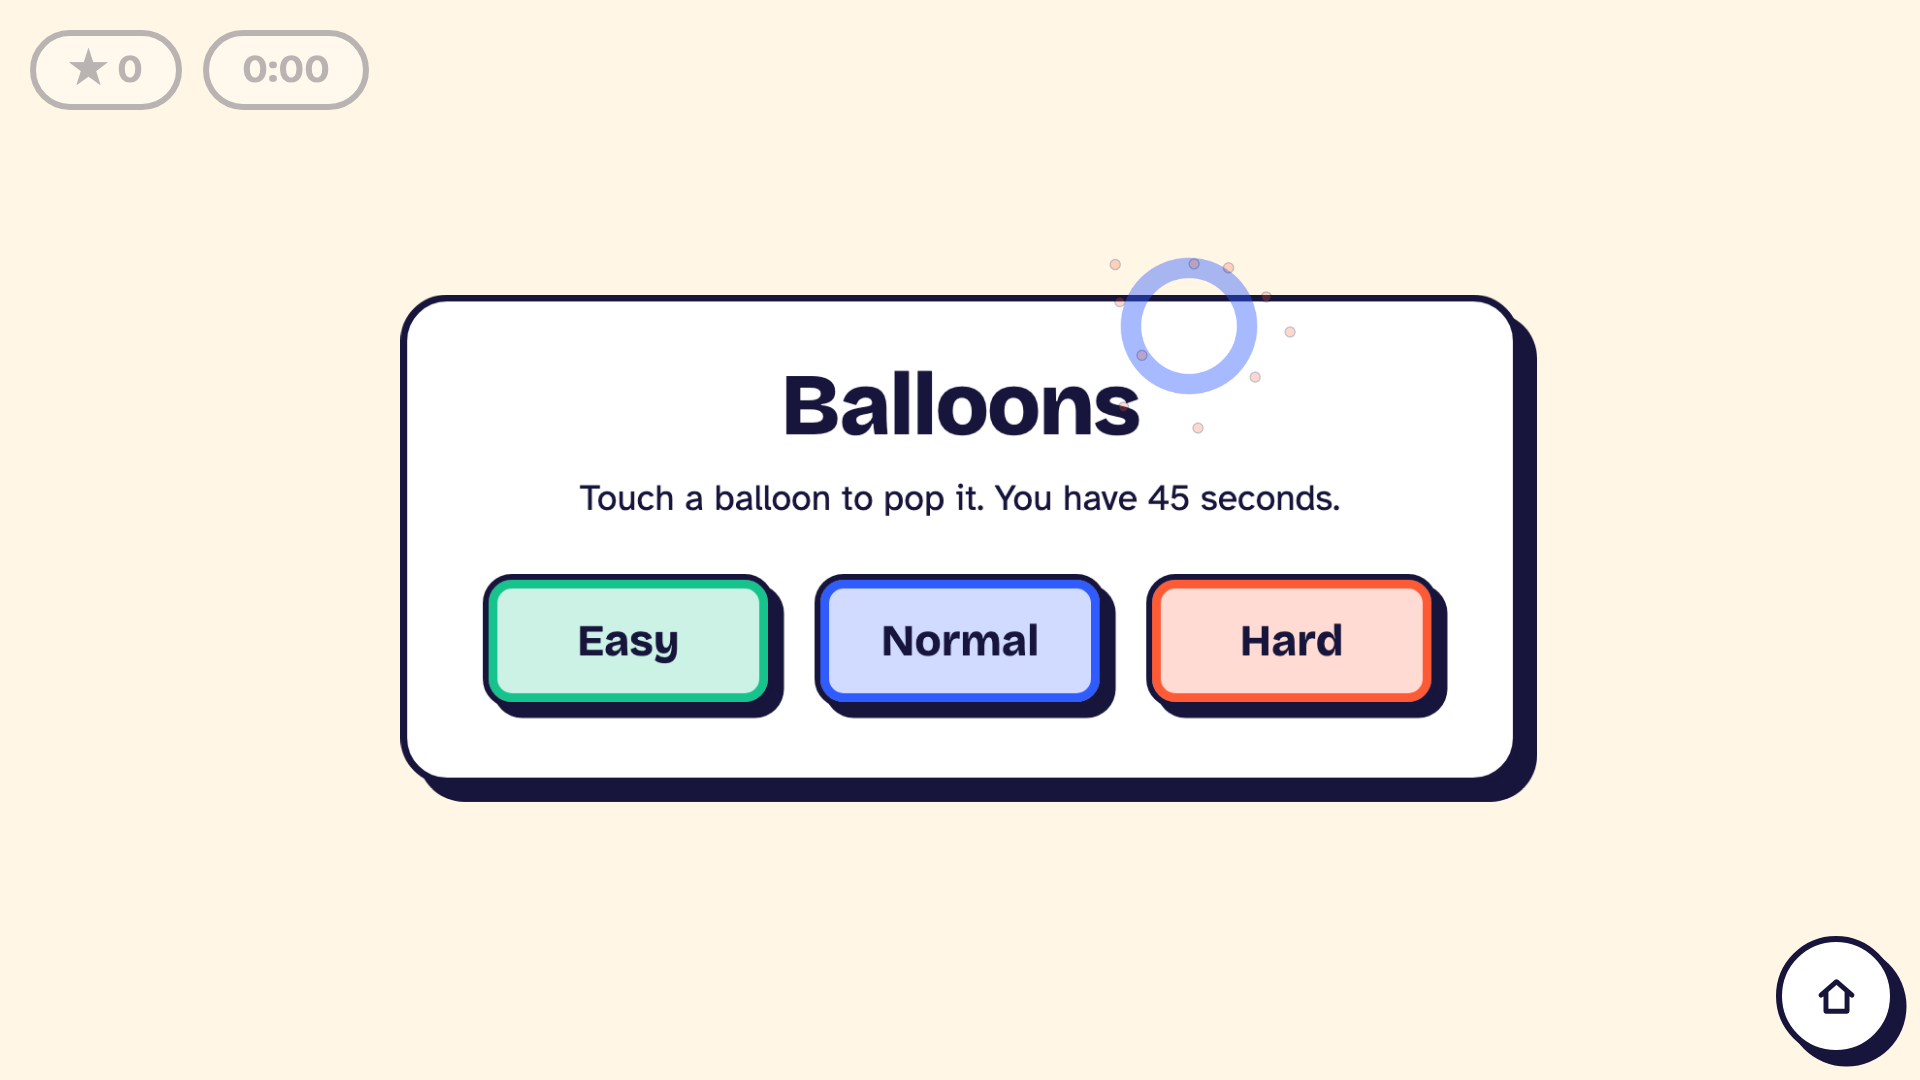 ★ 0
0:00
Balloons
Touch a balloon to pop it. You have 45 seconds.
Easy
Normal
Hard